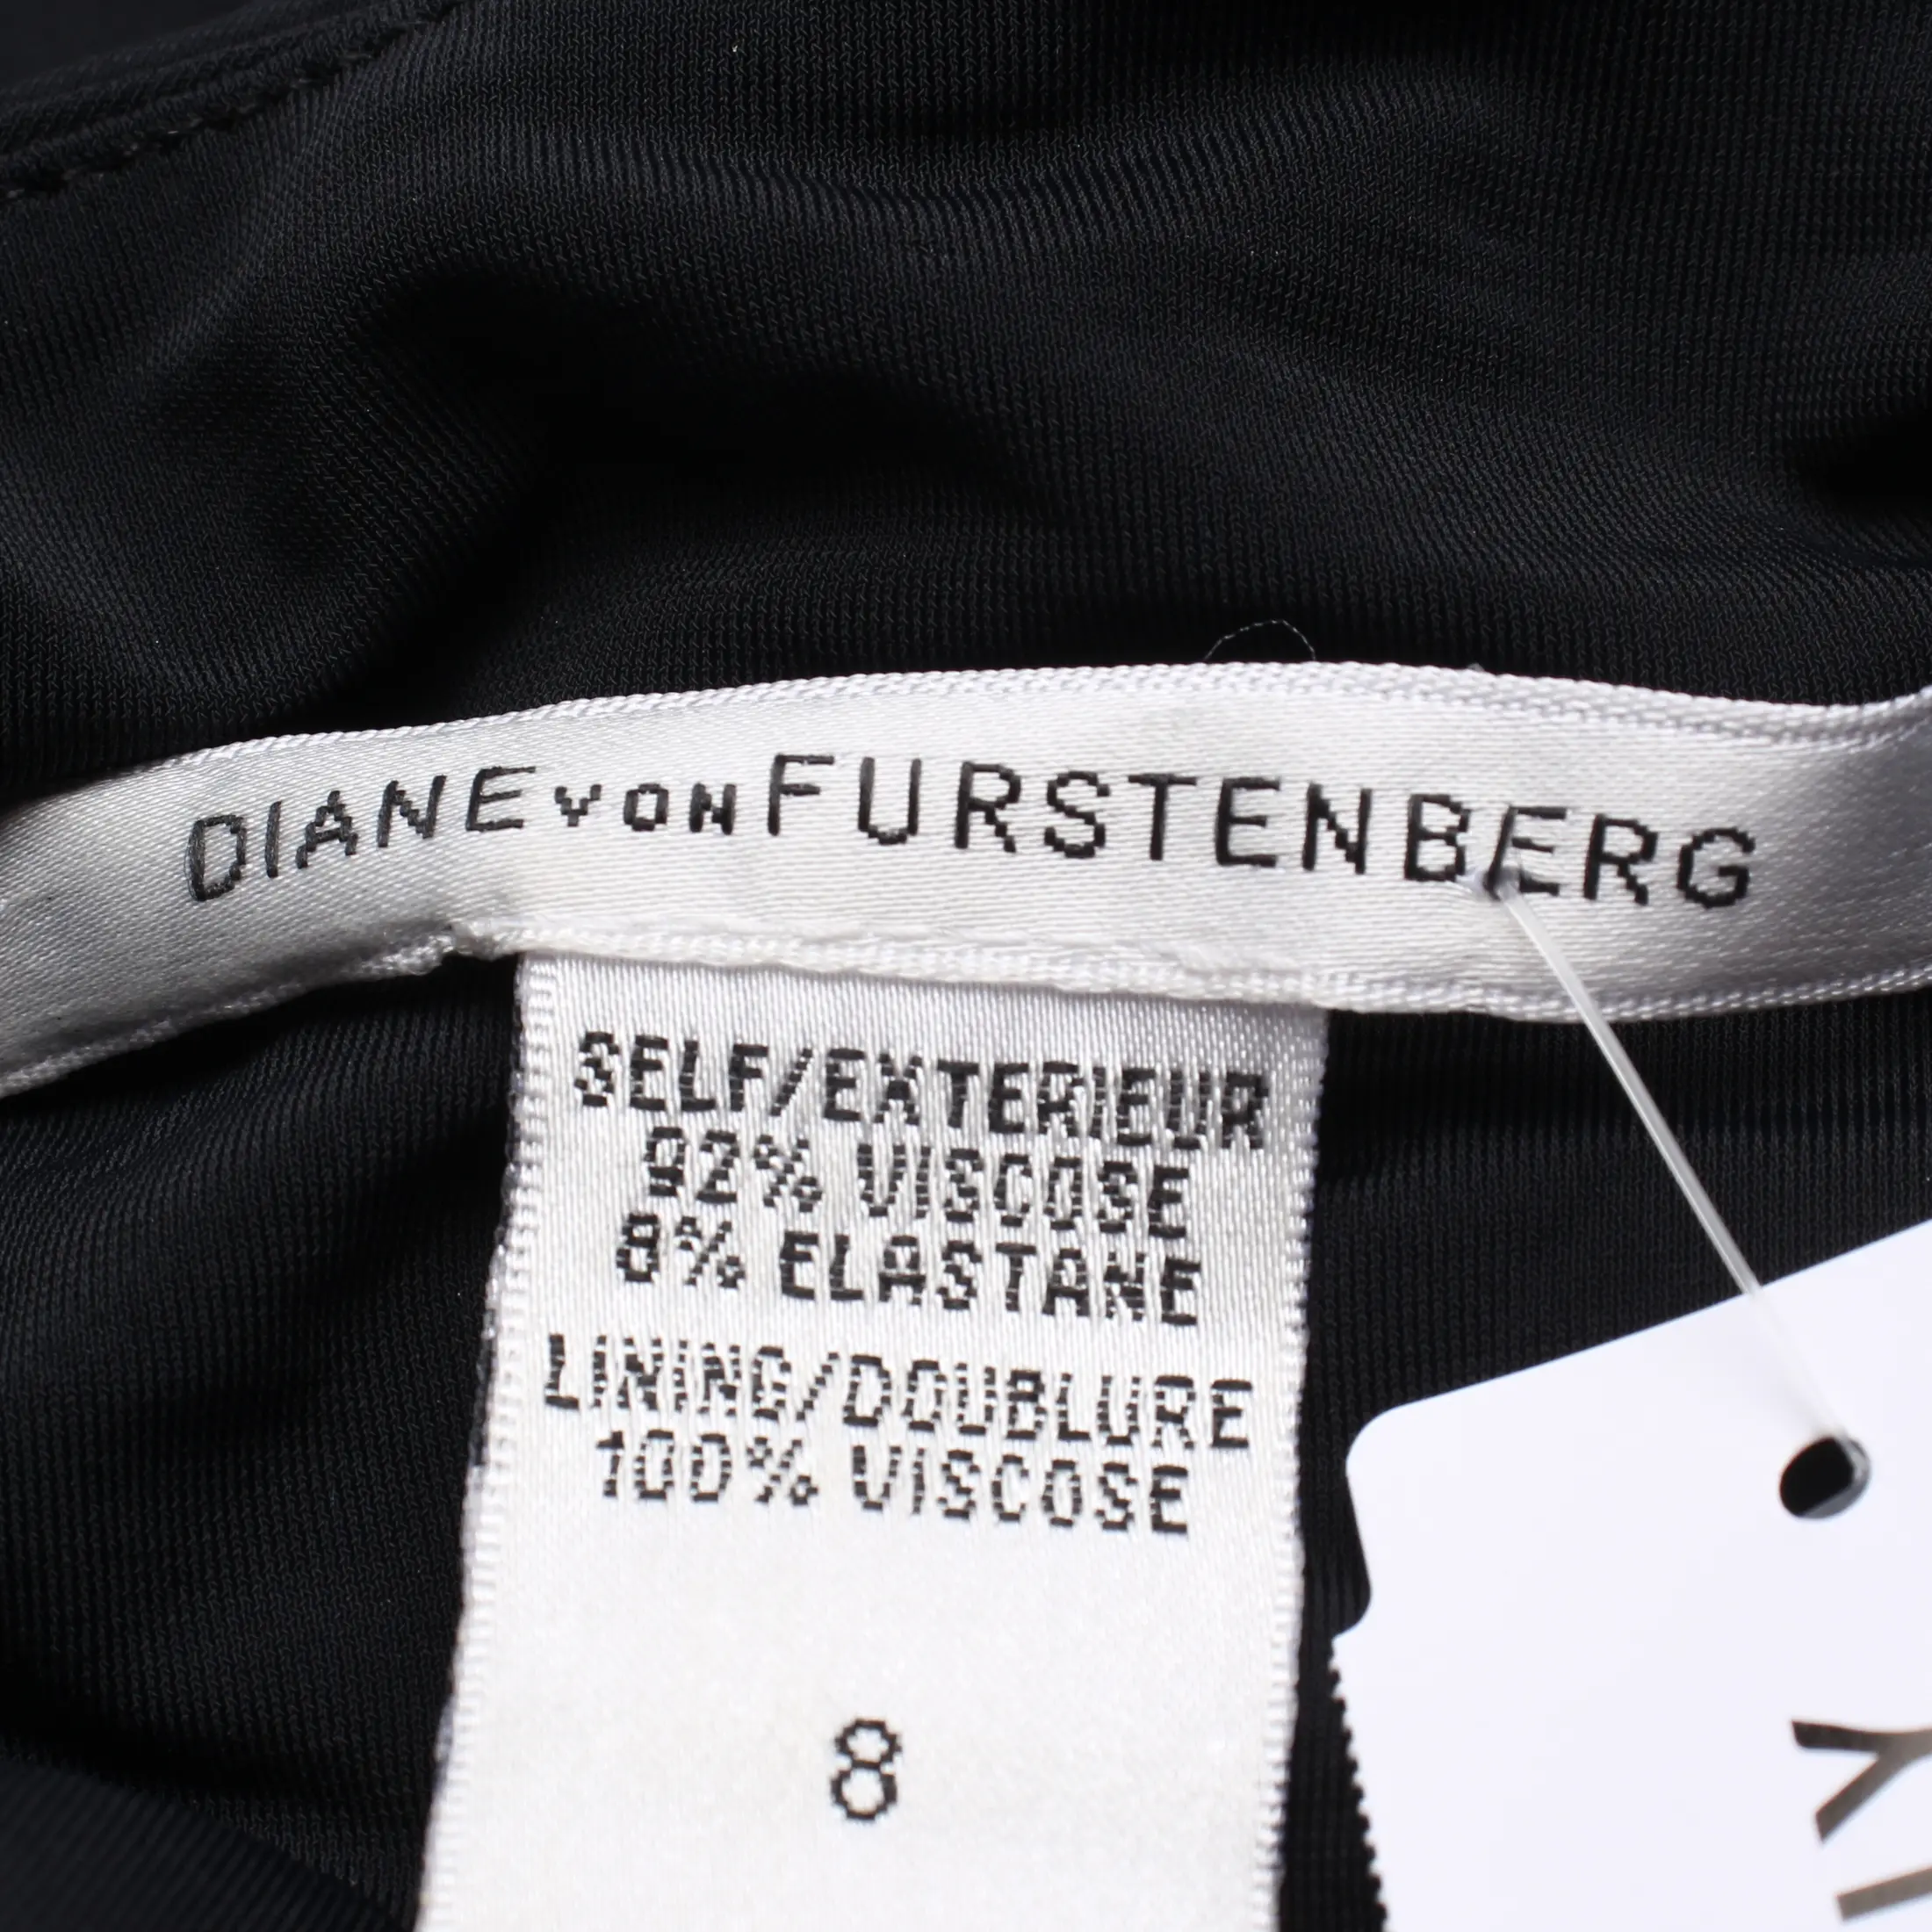 DIANE VON FURSTENBERG
SELF/EXTERIEUR
92% VISCOSE
8% ELASTANE
LINING/DOUBLURE
100% VISCOSE
8